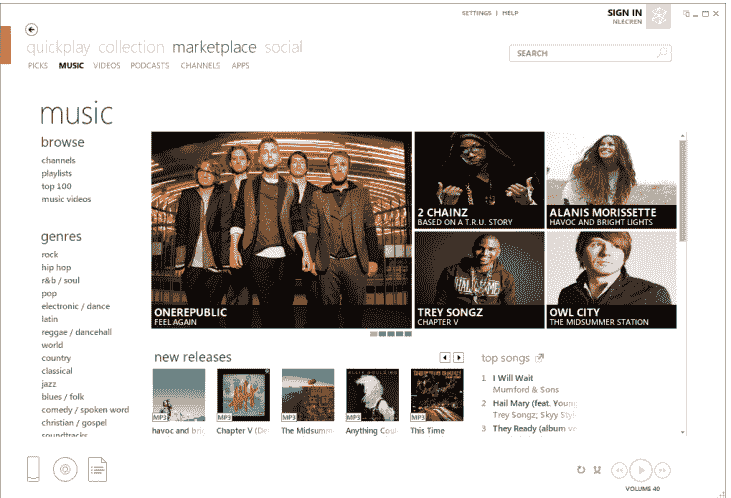 SETTINGS | HELP
SIGN IN
NLECREN
quickplay collection marketplace social
PICKS MUSIC VIDEOS PODCASTS CHANNELS APPS
SEARCH
music
browse
channels
playlists
top 100
music videos
genres
rock
hip hop
r&b / soul
pop
electronic / dance
latin
reggae / dancehall
world
country
classical
jazz
blues / folk
comedy / spoken word
christian / gospel
soundtracks
ONEREPUBLIC
FEEL AGAIN
2 CHAINZ
BASED ON A T.R.U. STORY
ALANIS MORISSETTE
HAVOC AND BRIGHT LIGHTS
TREY SONGZ
CHAPTER V
OWL CITY
THE MIDSUMMER STATION
new releases
MP3 MP3 MP3 MP3 MP3
havoc and brig Chapter V (De The Midsumm Anything Coul This Time
top songs
1 I Will Wait
Mumford & Sons
2 Hail Mary (feat. Young
Trey Songz; Skyy Styl
3 They Ready (album ve
VOLUME 40